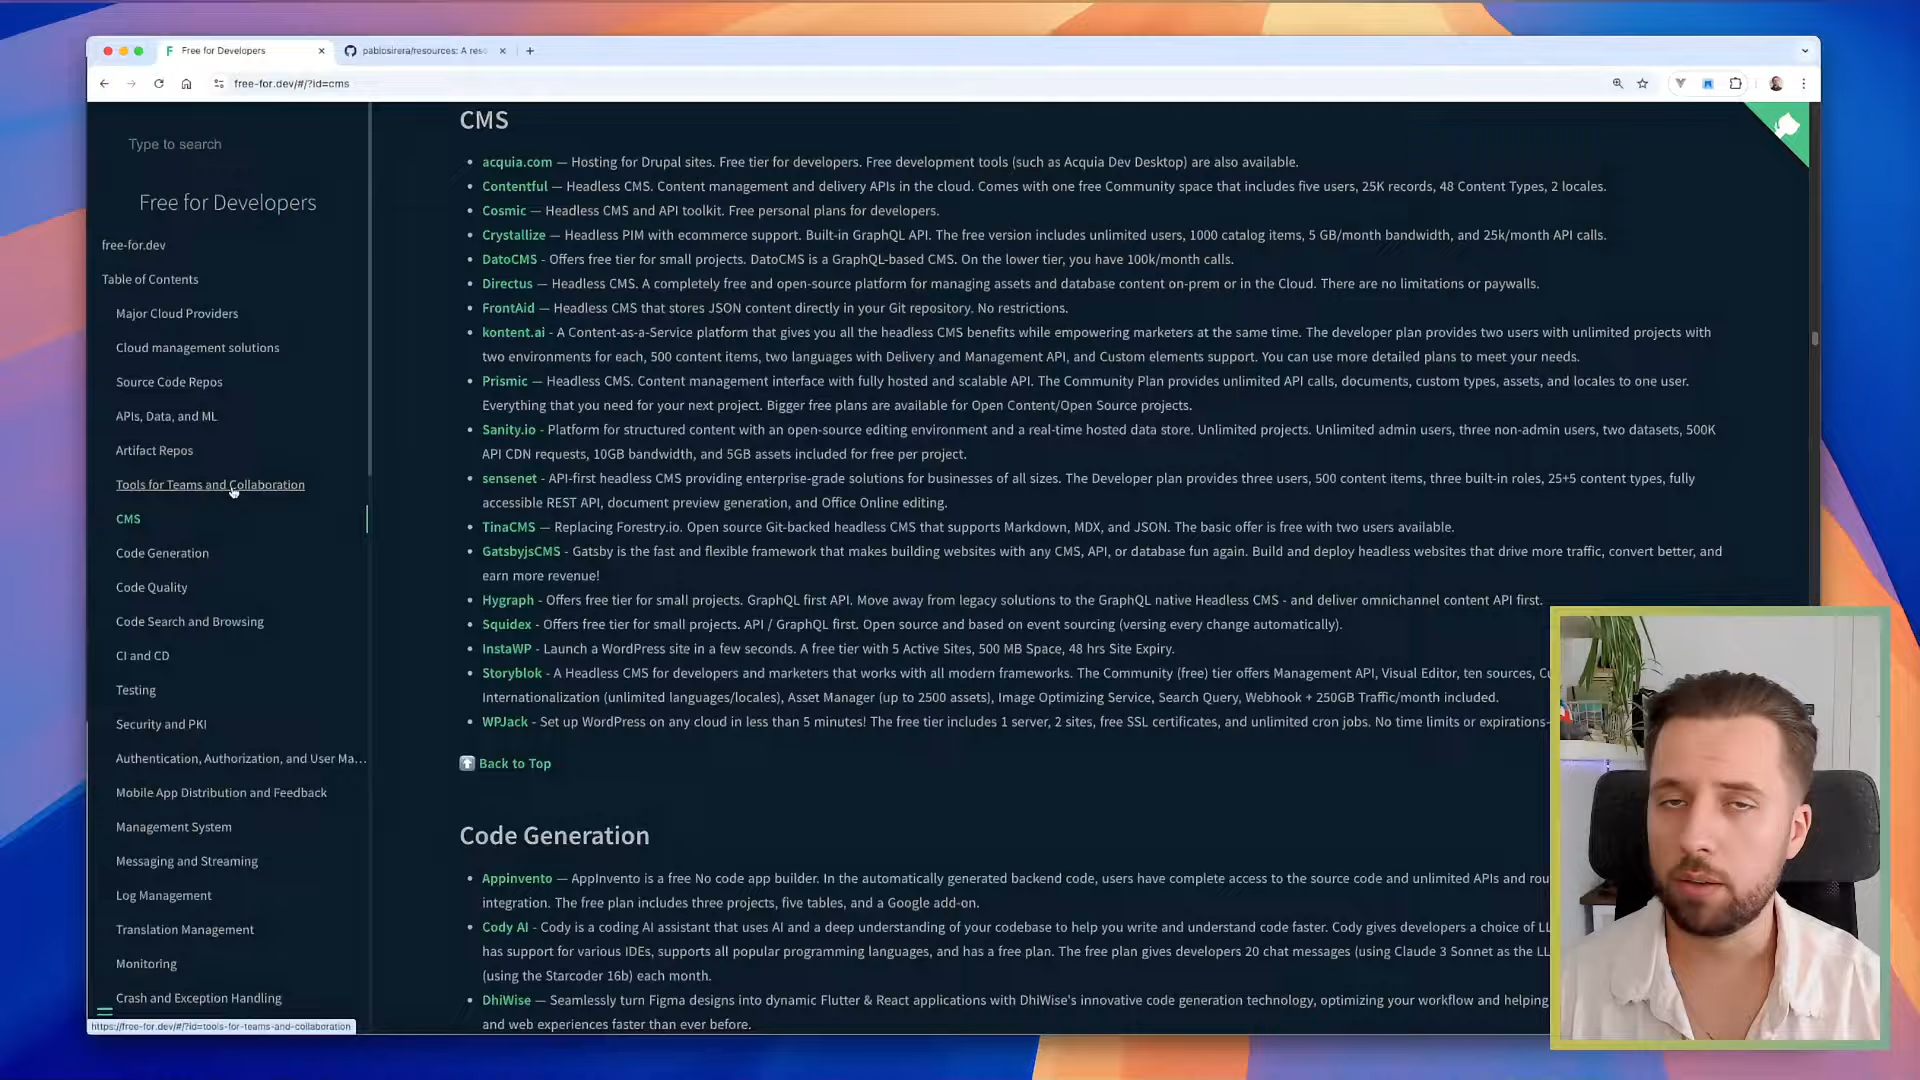 Free for Developers
pablosirera/resources: A reso
free-for.dev/#/?id=cms
Type to search
Free for Developers
free-for.dev
Table of Contents
Major Cloud Providers
Cloud management solutions
Source Code Repos
APIs, Data, and ML
Artifact Repos
Tools for Teams and Collaboration
CMS
Code Generation
Code Quality
Code Search and Browsing
CI and CD
Testing
Security and PKI
Authentication, Authorization, and User Ma…
Mobile App Distribution and Feedback
Management System
Messaging and Streaming
Log Management
Translation Management
Monitoring
Crash and Exception Handling
https://free-for.dev/#/?id=tools-for-teams-and-collaboration
CMS
acquia.com — Hosting for Drupal sites. Free tier for developers. Free development tools (such as Acquia Dev Desktop) are also available.
Contentful — Headless CMS. Content management and delivery APIs in the cloud. Comes with one free Community space that includes five users, 25K records, 48 Content Types, 2 locales.
Cosmic — Headless CMS and API toolkit. Free personal plans for developers.
Crystallize — Headless PIM with ecommerce support. Built-in GraphQL API. The free version includes unlimited users, 1000 catalog items, 5 GB/month bandwidth, and 25k/month API calls.
DatoCMS - Offers free tier for small projects. DatoCMS is a GraphQL-based CMS. On the lower tier, you have 100k/month calls.
Directus — Headless CMS. A completely free and open-source platform for managing assets and database content on-prem or in the Cloud. There are no limitations or paywalls.
FrontAid — Headless CMS that stores JSON content directly in your Git repository. No restrictions.
kontent.ai - A Content-as-a-Service platform that gives you all the headless CMS benefits while empowering marketers at the same time. The developer plan provides two users with unlimited projects with
two environments for each, 500 content items, two languages with Delivery and Management API, and Custom elements support. You can use more detailed plans to meet your needs.
Prismic — Headless CMS. Content management interface with fully hosted and scalable API. The Community Plan provides unlimited API calls, documents, custom types, assets, and locales to one user.
Everything that you need for your next project. Bigger free plans are available for Open Content/Open Source projects.
Sanity.io - Platform for structured content with an open-source editing environment and a real-time hosted data store. Unlimited projects. Unlimited admin users, three non-admin users, two datasets, 500K
API CDN requests, 10GB bandwidth, and 5GB assets included for free per project.
sensenet - API-first headless CMS providing enterprise-grade solutions for businesses of all sizes. The Developer plan provides three users, 500 content items, three built-in roles, 25+5 content types, fully
accessible REST API, document preview generation, and Office Online editing.
TinaCMS — Replacing Forestry.io. Open source Git-backed headless CMS that supports Markdown, MDX, and JSON. The basic offer is free with two users available.
GatsbyjsCMS - Gatsby is the fast and flexible framework that makes building websites with any CMS, API, or database fun again. Build and deploy headless websites that drive more traffic, convert better, and
earn more revenue!
Hygraph - Offers free tier for small projects. GraphQL first API. Move away from legacy solutions to the GraphQL native Headless CMS - and deliver omnichannel content API first.
Squidex - Offers free tier for small projects. API / GraphQL first. Open source and based on event sourcing (versing every change automatically).
InstaWP - Launch a WordPress site in a few seconds. A free tier with 5 Active Sites, 500 MB Space, 48 hrs Site Expiry.
Storyblok - A Headless CMS for developers and marketers that works with all modern frameworks. The Community (free) tier offers Management API, Visual Editor, ten sources, Cu
Internationalization (unlimited languages/locales), Asset Manager (up to 2500 assets), Image Optimizing Service, Search Query, Webhook + 250GB Traffic/month included.
WPJack - Set up WordPress on any cloud in less than 5 minutes! The free tier includes 1 server, 2 sites, free SSL certificates, and unlimited cron jobs. No time limits or expirations-
Back to Top
Code Generation
Appinvento — AppInvento is a free No code app builder. In the automatically generated backend code, users have complete access to the source code and unlimited APIs and rou
integration. The free plan includes three projects, five tables, and a Google add-on.
Cody AI - Cody is a coding AI assistant that uses AI and a deep understanding of your codebase to help you write and understand code faster. Cody gives developers a choice of LL
has support for various IDEs, supports all popular programming languages, and has a free plan. The free plan gives developers 20 chat messages (using Claude 3 Sonnet as the LL
(using the Starcoder 16b) each month.
DhiWise — Seamlessly turn Figma designs into dynamic Flutter & React applications with DhiWise's innovative code generation technology, optimizing your workflow and helping
and web experiences faster than ever before.